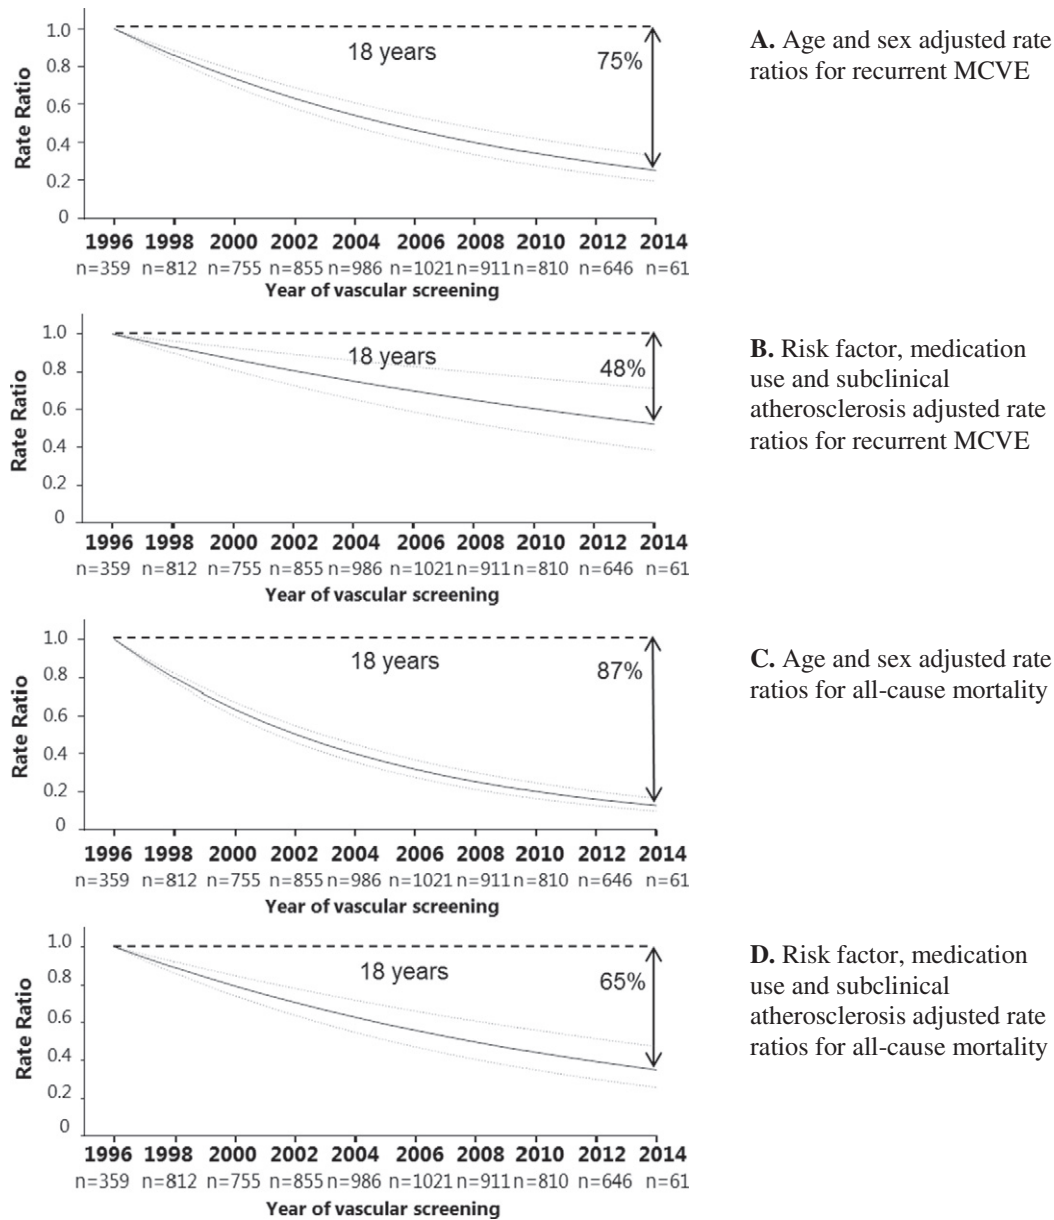 1.0
0.8
0.6
0.4
0.2
0
Rate Ratio
18 years
75%
1996 1998 2000 2002 2004 2006 2008 2010 2012 2014
n=359 n=812 n=755 n=855 n=986 n=1021 n=911 n=810 n=646 n=61
Year of vascular screening
A. Age and sex adjusted rate
ratios for recurrent MCVE
1.0
0.8
0.6
0.4
0.2
0
Rate Ratio
18 years
48%
1996 1998 2000 2002 2004 2006 2008 2010 2012 2014
n=359 n=812 n=755 n=855 n=986 n=1021 n=911 n=810 n=646 n=61
Year of vascular screening
B. Risk factor, medication
use and subclinical
atherosclerosis adjusted rate
ratios for recurrent MCVE
1.0
0.8
0.6
0.4
0.2
0
Rate Ratio
18 years
87%
1996 1998 2000 2002 2004 2006 2008 2010 2012 2014
n=359 n=812 n=755 n=855 n=986 n=1021 n=911 n=810 n=646 n=61
Year of vascular screening
C. Age and sex adjusted rate
ratios for all-cause mortality
1.0
0.8
0.6
0.4
0.2
0
Rate Ratio
18 years
65%
1996 1998 2000 2002 2004 2006 2008 2010 2012 2014
n=359 n=812 n=755 n=855 n=986 n=1021 n=911 n=810 n=646 n=61
Year of vascular screening
D. Risk factor, medication
use and subclinical
atherosclerosis adjusted rate
ratios for all-cause mortality